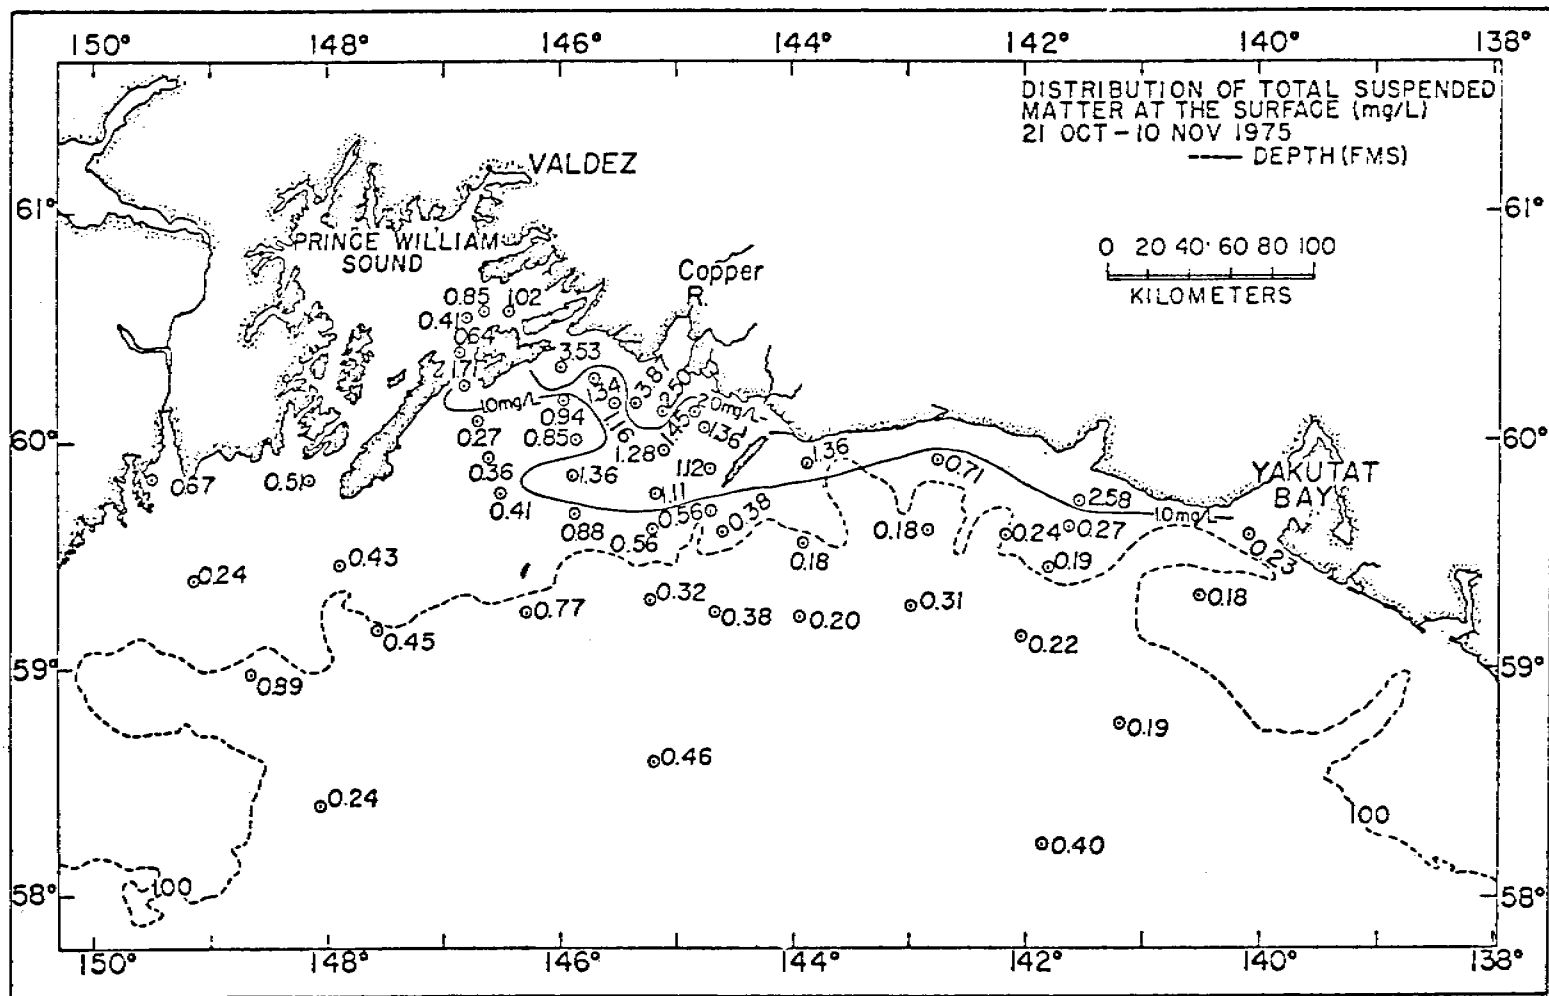 150° 148° 146° 144° 142° 140° 138°
DISTRIBUTION OF TOTAL SUSPENDED
MATTER AT THE SURFACE (mg/L)
21 OCT - 10 NOV 1975
DEPTH (FMS)
VALDEZ
61° 61°
PRINCE WILLIAM
SOUND
0 20 40 60 80 100
KILOMETERS
Copper
R.
0.85 1.02
0.41
0.64
1.71
3.53
1.34
1.16
3.87
2.50
1.45
2.0mg/L
1.36
1.0mg/L
0.94
0.27
0.85
60° 60°
1.28
1.12
1.36
0.71
YAKUTAT
BAY
0.67
0.51
0.36
1.36
1.11
0.41
0.88
0.56
0.56
0.38
0.18
0.18
2.58
1.0mg/L
0.24
0.27
0.23
0.19
0.24
0.43
0.77
0.32
0.38
0.20
0.31
0.18
0.45
0.22
59° 59°
0.89
0.19
0.46
0.24
100
0.40
58° 100 58°
150° 148° 146° 144° 142° 140° 138°